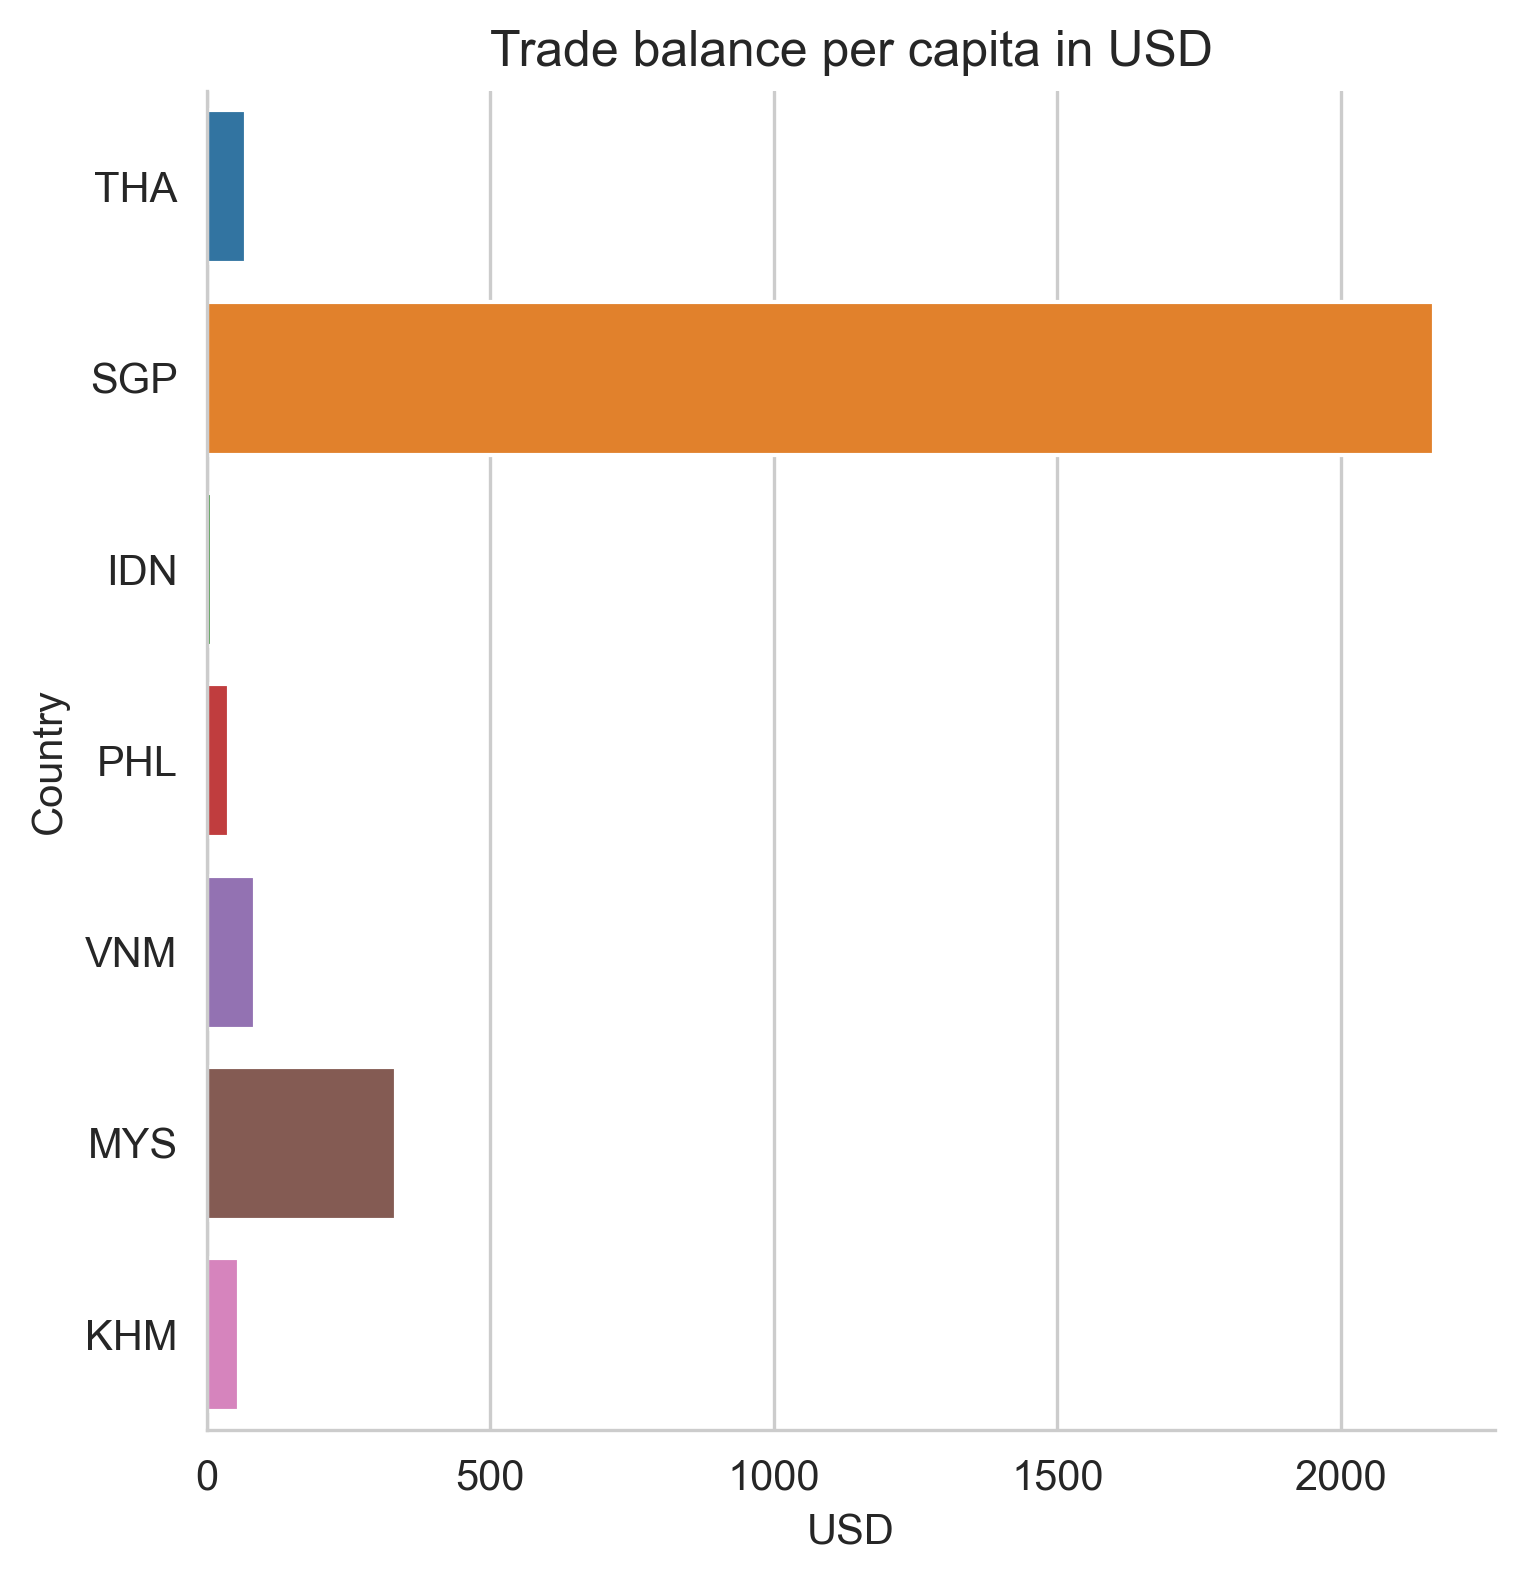 Trade balance per capita in USD
THA
SGP
IDN
PHL
VNM
MYS
KHM
Country
0 500 1000 1500 2000
USD